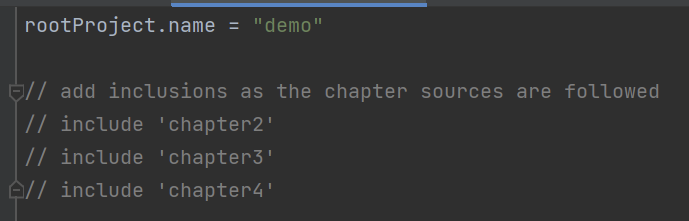 rootProject.name = "demo"
// add inclusions as the chapter sources are followed
// include 'chapter2'
// include 'chapter3'
// include 'chapter4'